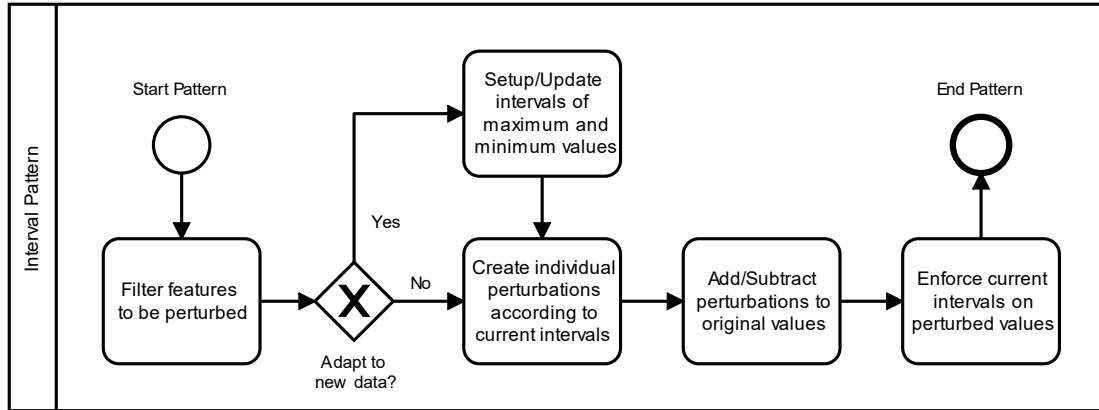 Interval Pattern
Start Pattern
Filter features
to be perturbed
X
Adapt to
new data?
Yes
No
Setup/Update
intervals of
maximum and
minimum values
Create individual
perturbations
according to
current intervals
Add/Subtract
perturbations to
original values
Enforce current
intervals on
perturbed values
End Pattern